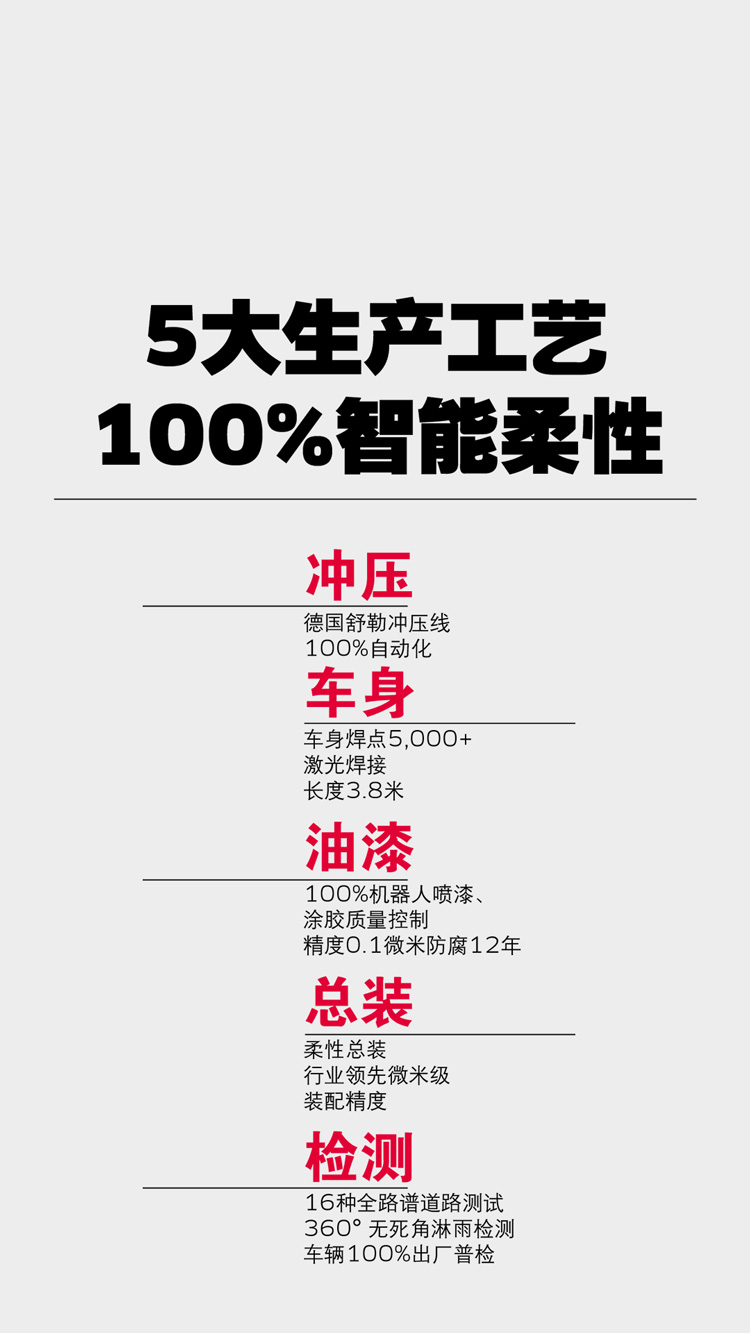 5大生产工艺
100%智能柔性
冲压
德国舒勒冲压线
100%自动化
车身
车身焊点5,000+
激光焊接
长度3.8米
油漆
100%机器人喷漆、
涂胶质量控制
精度0.1微米防腐12年
总装
柔性总装
行业领先微米级
装配精度
检测
16种全路谱道路测试
360° 无死角淋雨检测
车辆100%出厂普检